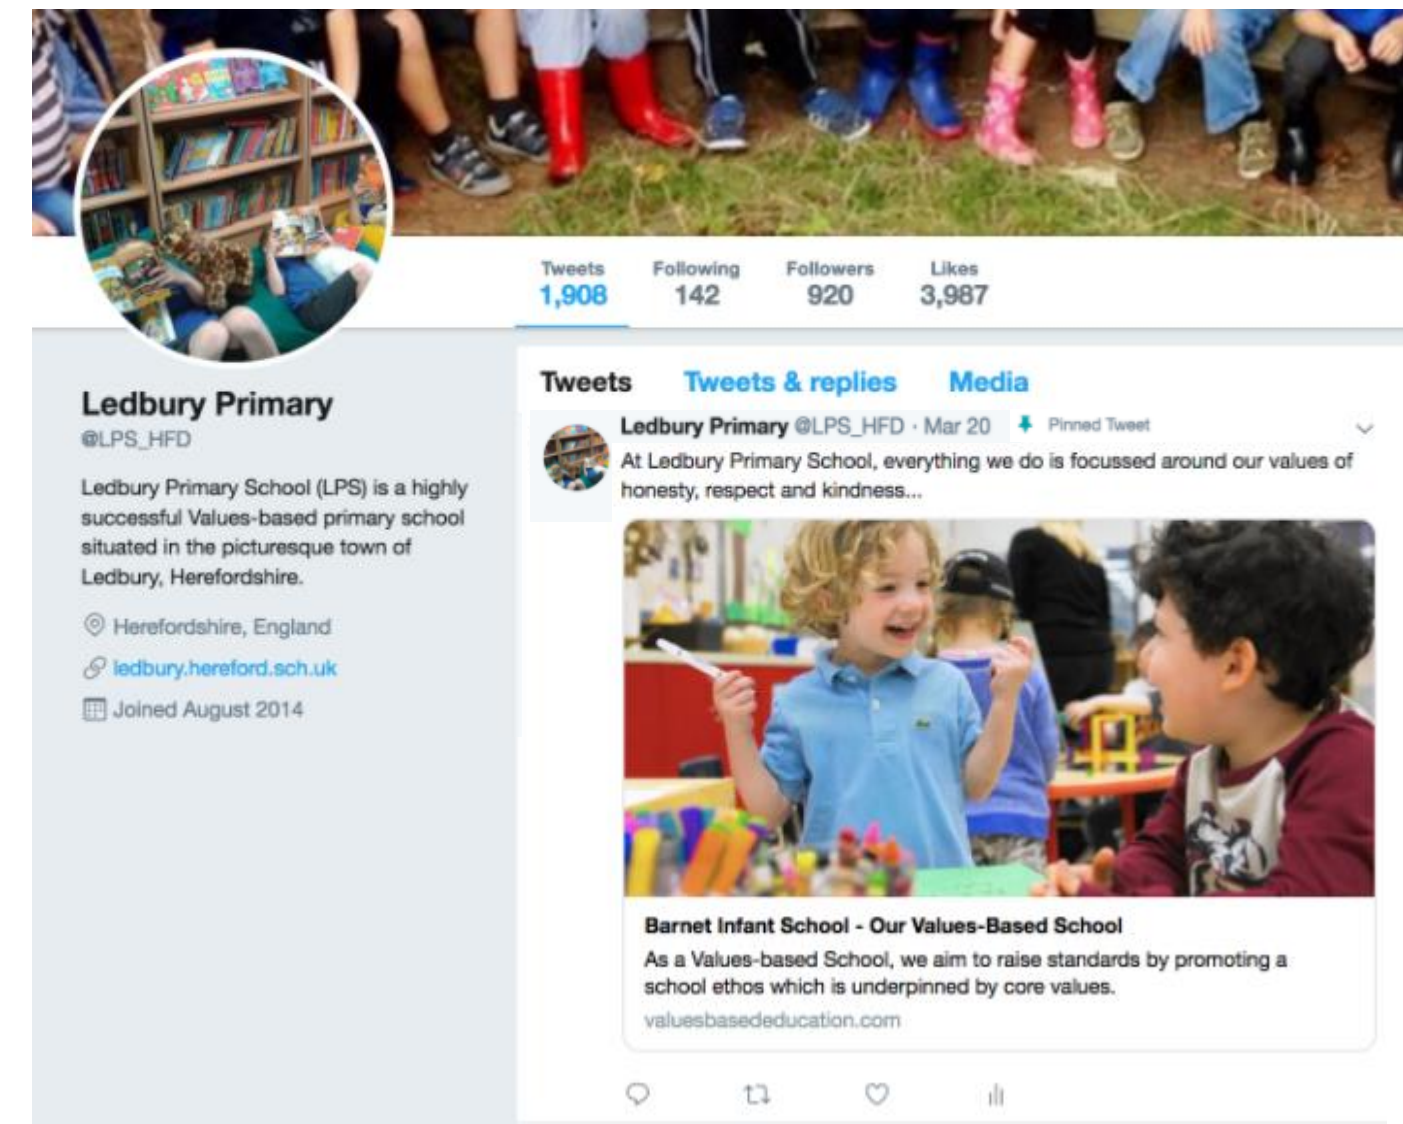 Tweets Following Followers Likes
1,908 142 920 3,987
Ledbury Primary
@LPS_HFD
Ledbury Primary School (LPS) is a highly
successful Values-based primary school
situated in the picturesque town of
Ledbury, Herefordshire.
Herefordshire, England
ledbury.hereford.sch.uk
Joined August 2014
Tweets Tweets & replies Media
Ledbury Primary @LPS_HFD · Mar 20 Pinned Tweet
At Ledbury Primary School, everything we do is focussed around our values of
honesty, respect and kindness...
Barnet Infant School - Our Values-Based School
As a Values-based School, we aim to raise standards by promoting a
school ethos which is underpinned by core values.
valuesbasededucation.com